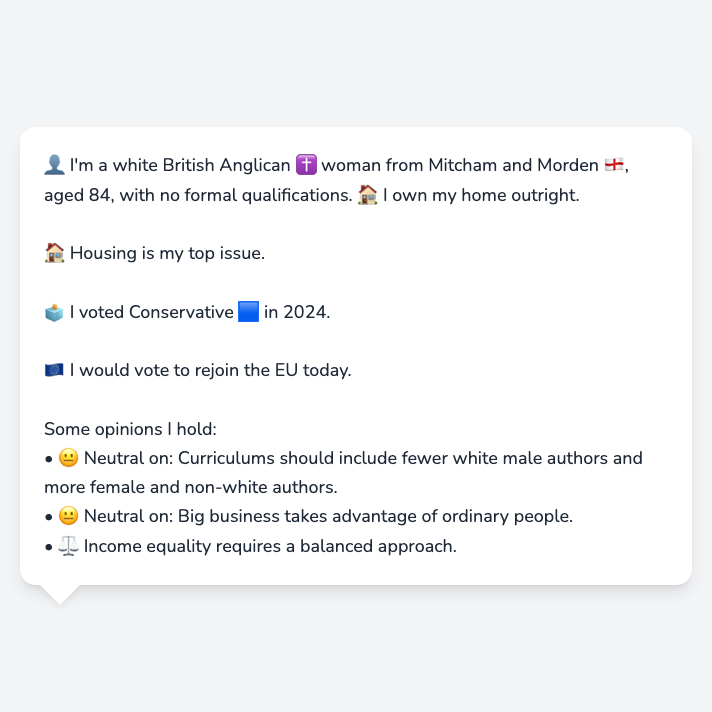 👤 I'm a white British Anglican ✝️ woman from Mitcham and Morden 🏴󠁧󠁢󠁥󠁮󠁧󠁿,
aged 84, with no formal qualifications. 🏠 I own my home outright.
🏠 Housing is my top issue.
🗳️ I voted Conservative 🟦 in 2024.
🇪🇺 I would vote to rejoin the EU today.
Some opinions I hold:
• 😐 Neutral on: Curriculums should include fewer white male authors and
more female and non-white authors.
• 😐 Neutral on: Big business takes advantage of ordinary people.
• ⚖️ Income equality requires a balanced approach.